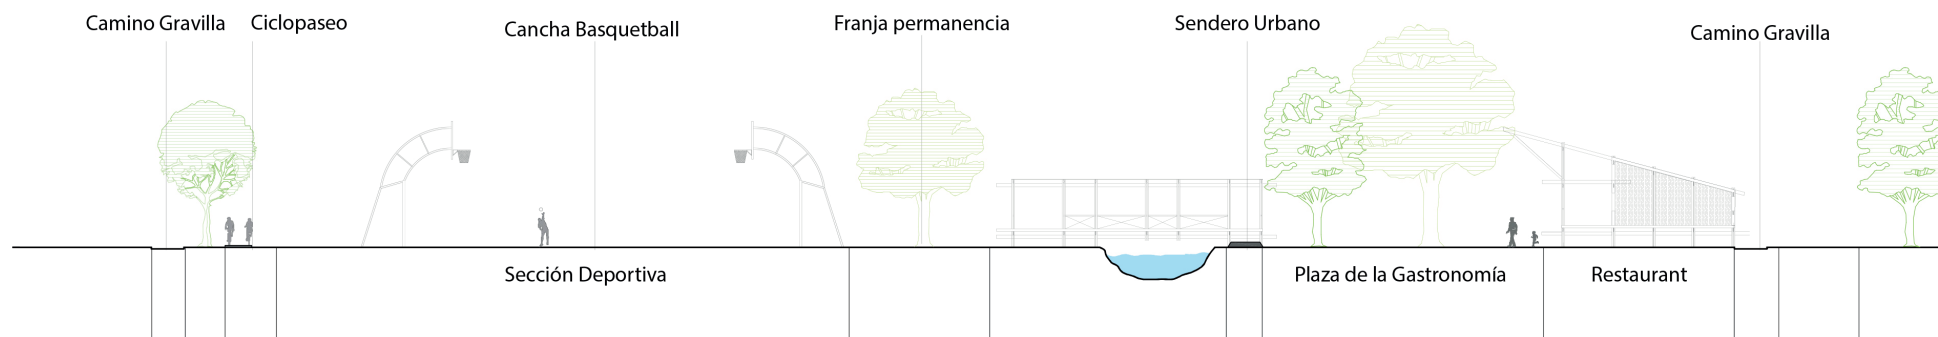 Camino Gravilla
Ciclopaseo
Cancha Basquetball
Franja permanencia
Sendero Urbano
Camino Gravilla
Sección Deportiva
Plaza de la Gastronomía
Restaurant